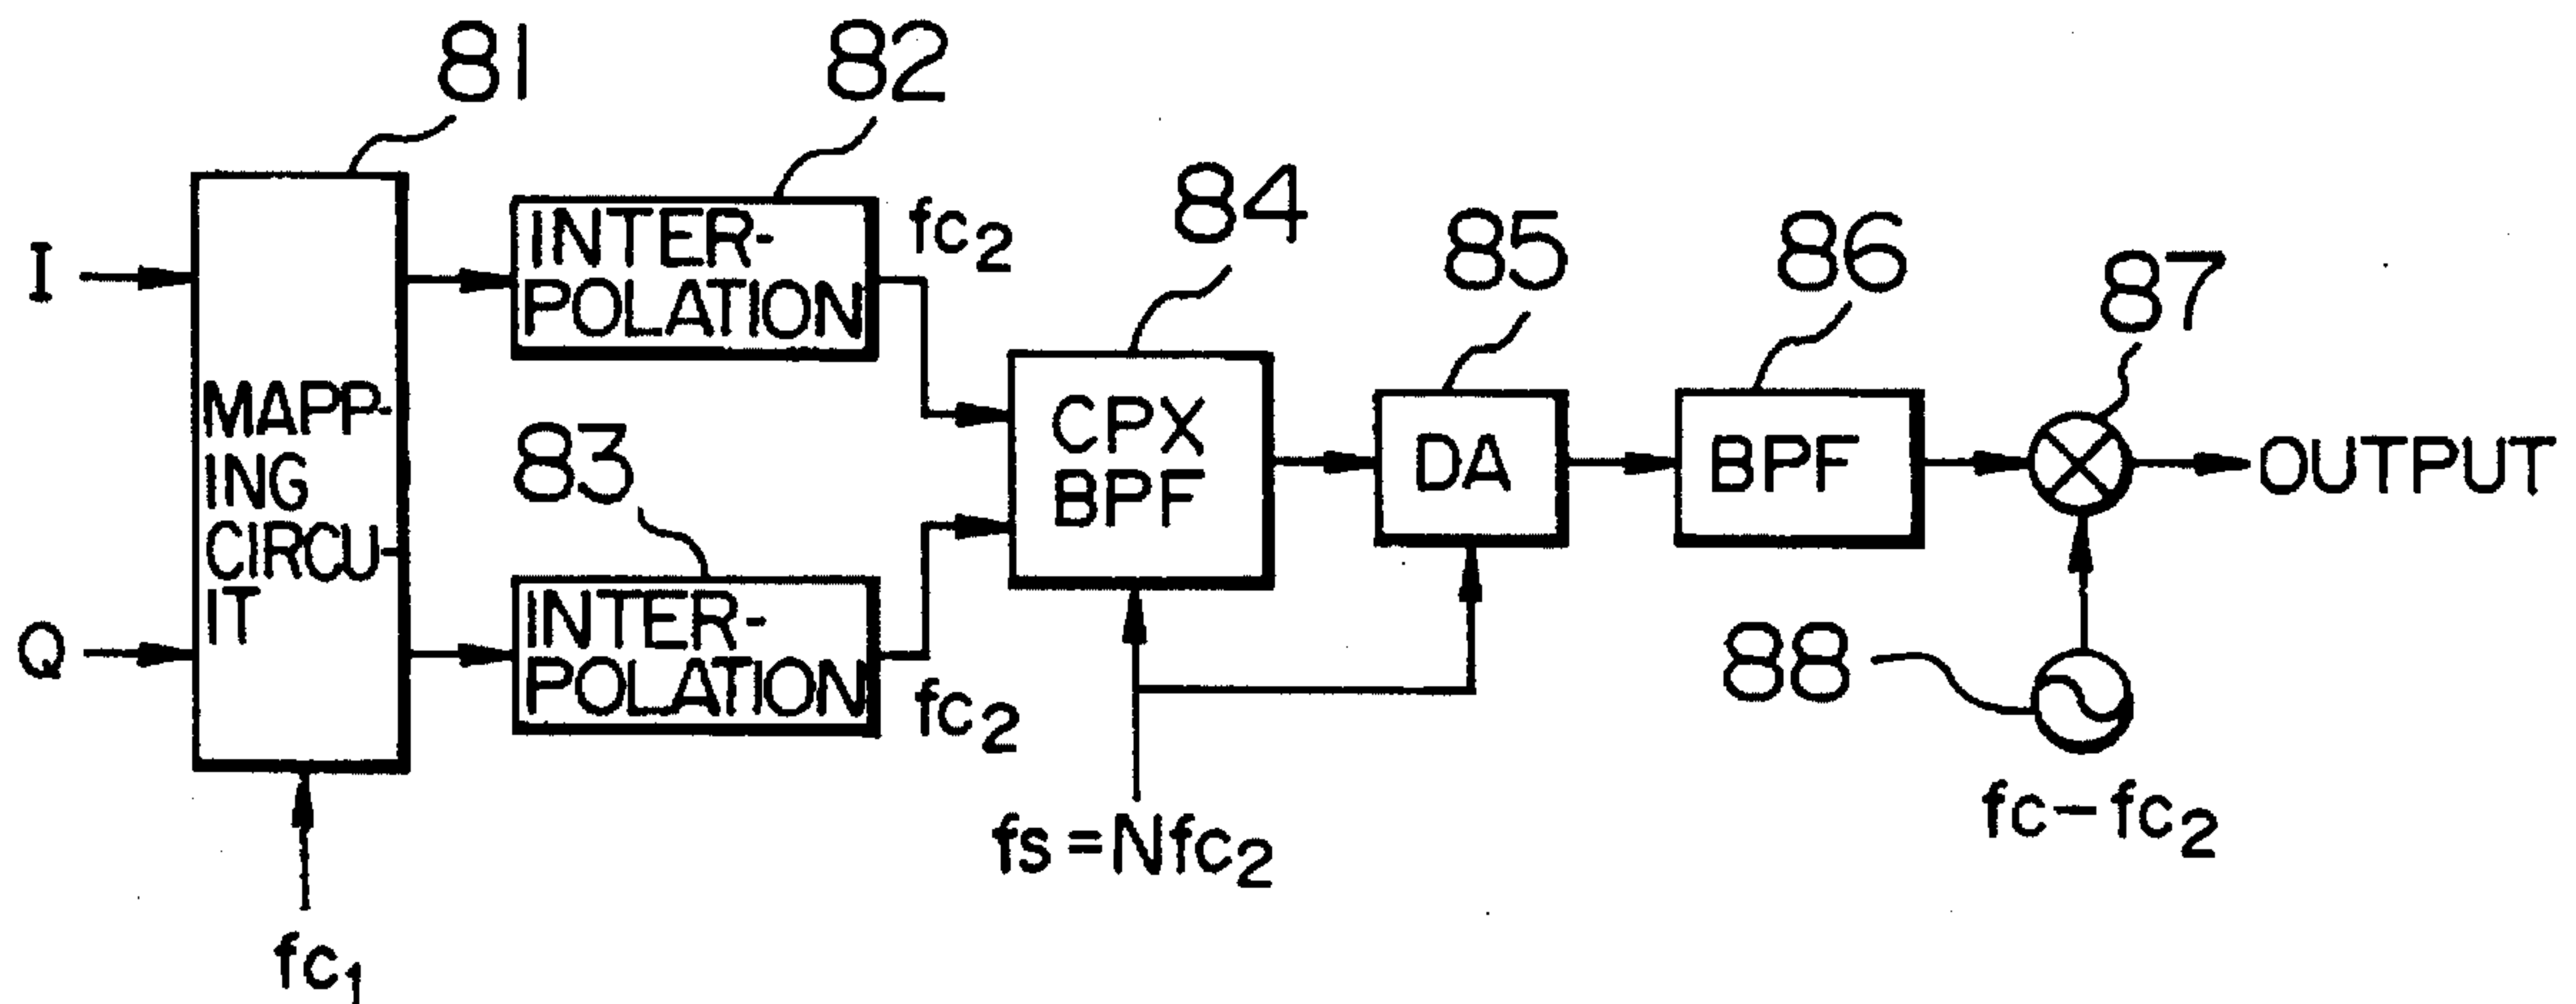 81
82
84
85
86
87
I
Q
MAPP-
ING
CIRCU-
IT
INTER-
POLATION
fc2
83
INTER-
POLATION
fc2
CPX
BPF
DA
BPF
OUTPUT
88
fc-fc2
fs=Nfc2
fc1